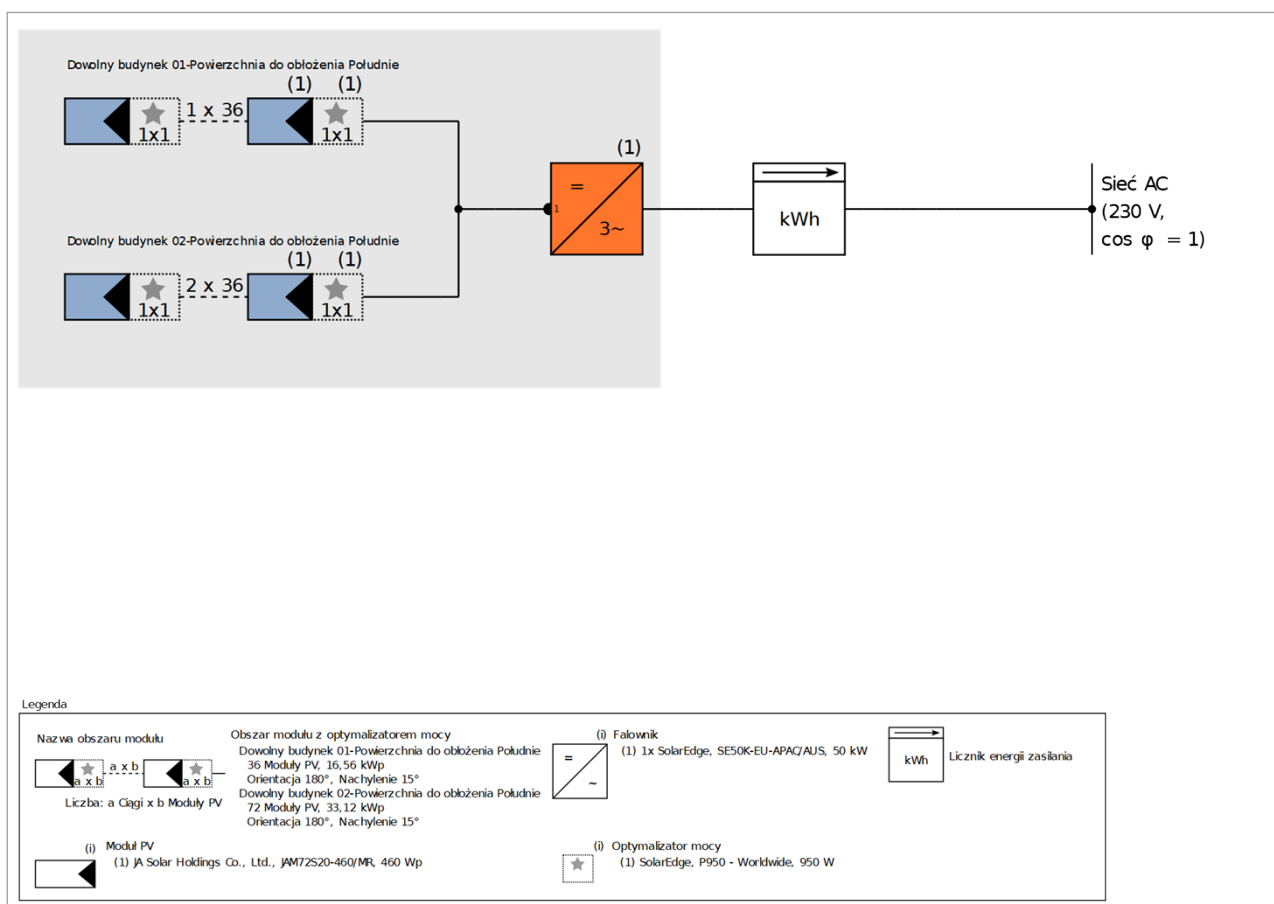 Dowolny budynek 01-Powierzchnia do obłożenia Południe
(1) (1)
1 x 36
1x1 1x1
(1)
=
1
3~
kWh
Sieć AC
(230 V,
cos φ = 1)
Dowolny budynek 02-Powierzchnia do obłożenia Południe
(1) (1)
2 x 36
1x1 1x1
Legenda
Nazwa obszaru modułu
a x b
a x b a x b
Liczba: a Ciągi x b Moduły PV
Obszar modułu z optymalizatorem mocy
Dowolny budynek 01-Powierzchnia do obłożenia Południe
36 Moduły PV, 16,56 kWp
Orientacja 180°, Nachylenie 15°
Dowolny budynek 02-Powierzchnia do obłożenia Południe
72 Moduły PV, 33,12 kWp
Orientacja 180°, Nachylenie 15°
=
~
(i) Falownik
(1) 1x SolarEdge, SE50K-EU-APAC/AUS, 50 kW
kWh
Licznik energii zasilania
(i) Moduł PV
(1) JA Solar Holdings Co., Ltd., JAM72S20-460/MR, 460 Wp
(i) Optymalizator mocy
(1) SolarEdge, P950 - Worldwide, 950 W